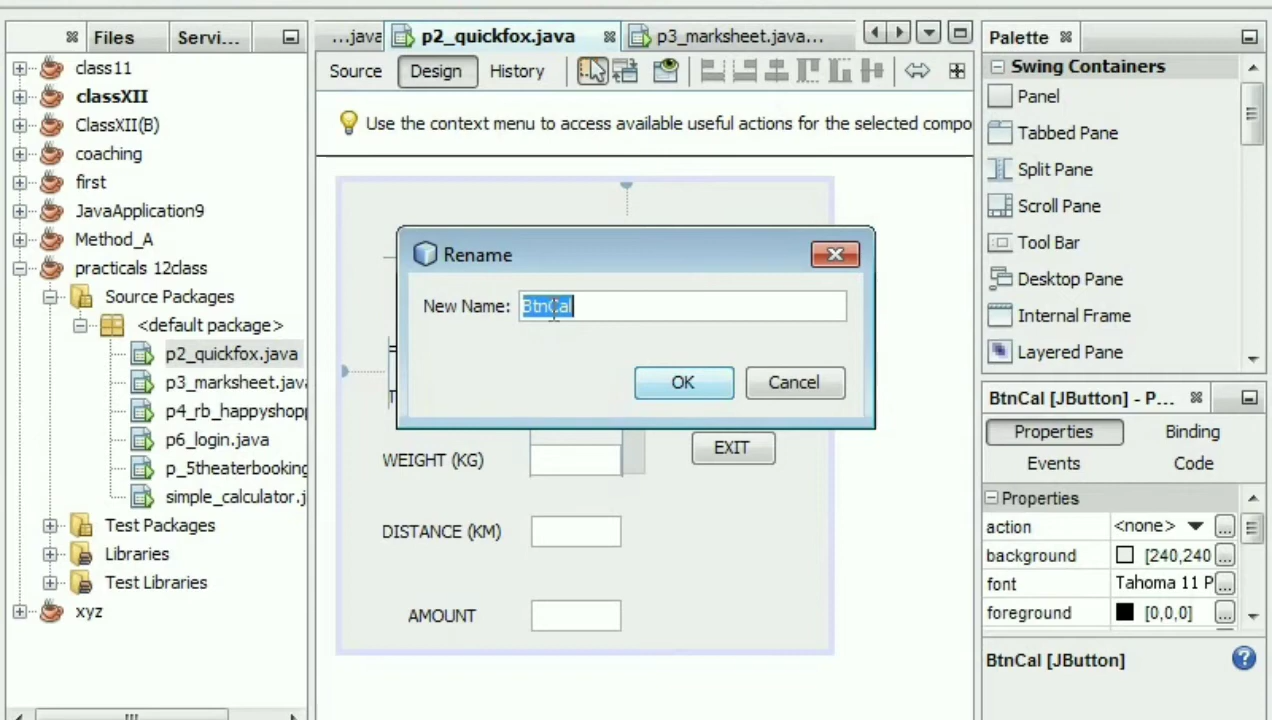 Files
Servi...
class11
classXII
ClassXII(B)
coaching
first
JavaApplication9
Method_A
practicals 12class
Source Packages
<default package>
p2_quickfox.java
p3_marksheet.java
p4_rb_happyshopp
p6_login.java
p_5theaterbooking
simple_calculator.j
Test Packages
Libraries
Test Libraries
xyz
...java
p2_quickfox.java
p3_marksheet.java...
Source
Design
History
Use the context menu to access available useful actions for the selected compo
Rename
New Name:
BtnCal
OK
Cancel
WEIGHT (KG)
EXIT
DISTANCE (KM)
AMOUNT
Palette
Swing Containers
Panel
Tabbed Pane
Split Pane
Scroll Pane
Tool Bar
Desktop Pane
Internal Frame
Layered Pane
BtnCal [JButton] - P...
Properties
Binding
Events
Code
Properties
action <none> ...
background [240,240 ...
font Tahoma 11 P ...
foreground [0,0,0] ...
BtnCal [JButton]
?